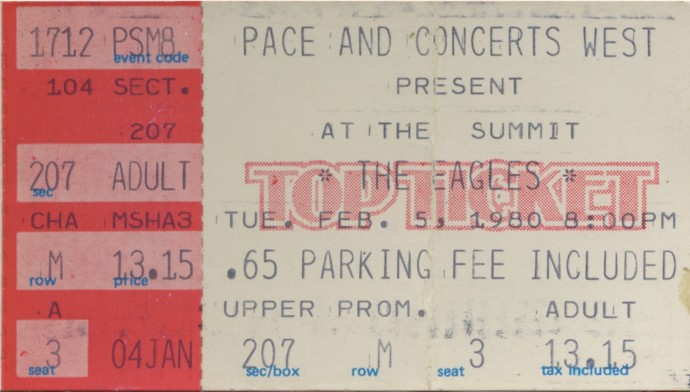 1712 PSM8
event code
104 SECT.
207
207 ADULT
sec
CHA MSHA3
M 13.15
row price
A
3 04JAN
seat
PACE AND CONCERTS WEST
PRESENT
AT THE SUMMIT
* THE EAGLES *
TOP TICKET
TUE. FEB. 5, 1980 8:00PM
.65 PARKING FEE INCLUDED
UPPER PROM. ADULT
207 M 3 13.15
sec/box row seat tax included